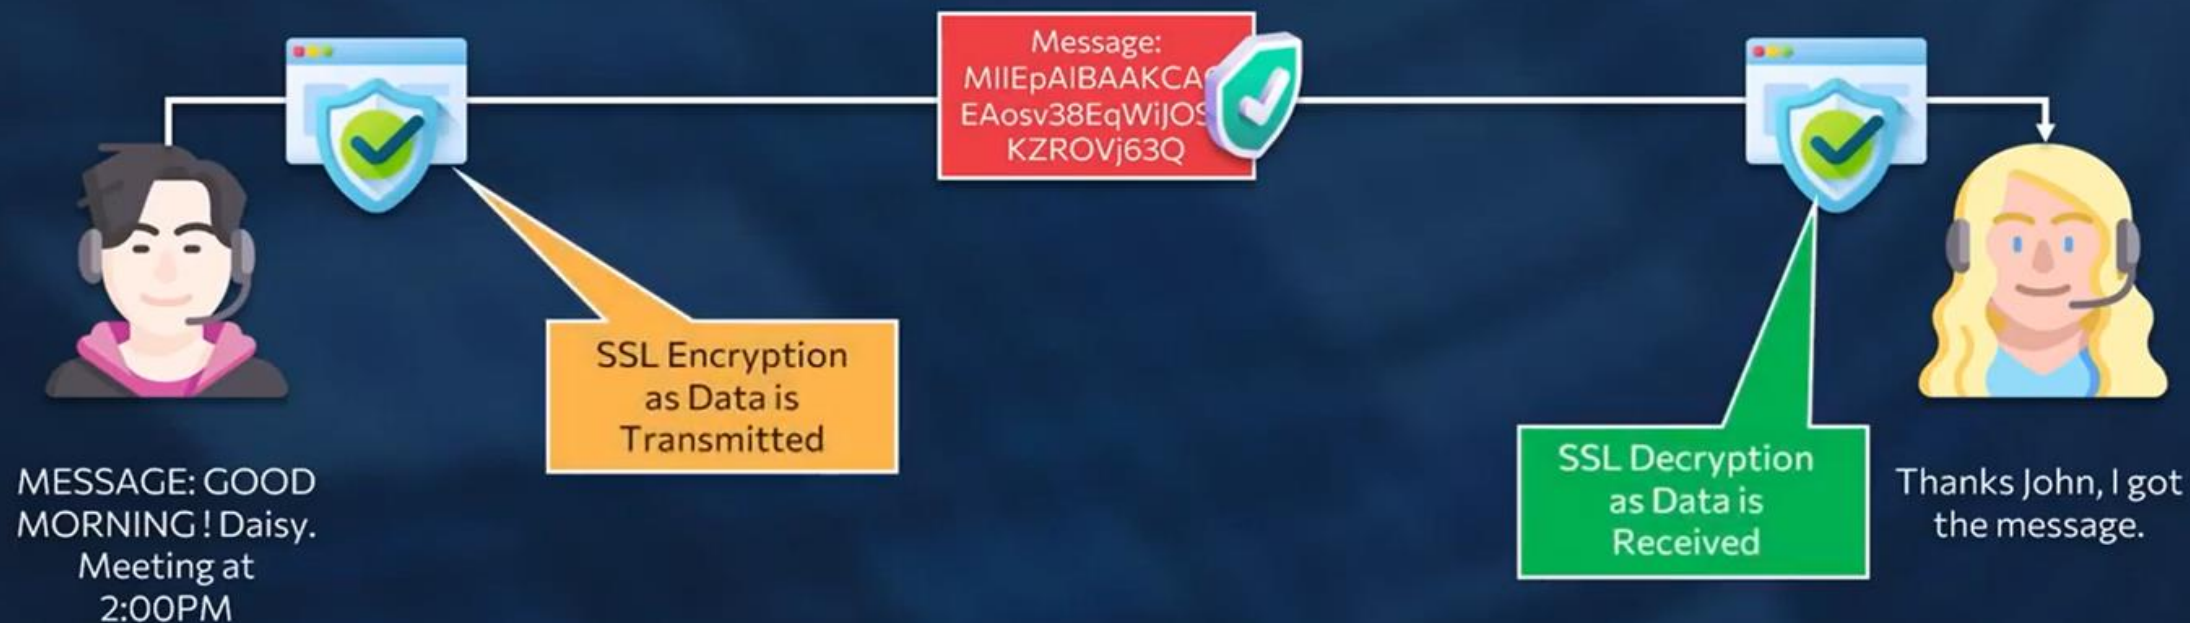 Message:
MIIEpAIBAAKCA
EAosv38EqWiJOS
KZROVj63Q
SSL Encryption
as Data is
Transmitted
SSL Decryption
as Data is
Received
MESSAGE: GOOD
MORNING ! Daisy.
Meeting at
2:00PM
Thanks John, I got
the message.